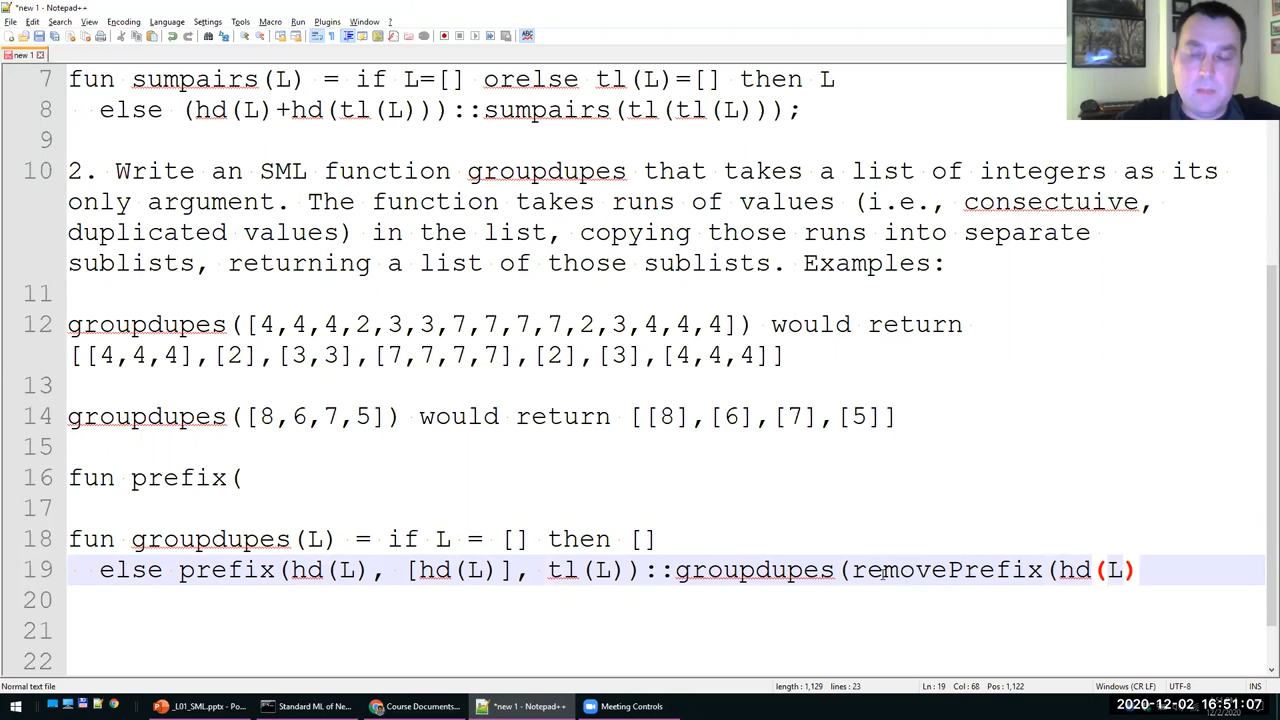 *new 1 - Notepad++
File Edit Search View Encoding Language Settings Tools Macro Run Plugins Window ?
new 1
7 fun sumpairs(L) = if L=[] orelse tl(L)=[] then L
8 else (hd(L)+hd(tl(L)))::sumpairs(tl(tl(L)));
9
10 2. Write an SML function groupdupes that takes a list of integers as its
only argument. The function takes runs of values (i.e., consectuive,
duplicated values) in the list, copying those runs into separate
sublists, returning a list of those sublists. Examples:
11
12 groupdupes([4,4,4,2,3,3,7,7,7,7,2,3,4,4,4]) would return
[[4,4,4],[2],[3,3],[7,7,7,7],[2],[3],[4,4,4]]
13
14 groupdupes([8,6,7,5]) would return [[8],[6],[7],[5]]
15
16 fun prefix(
17
18 fun groupdupes(L) = if L = [] then []
19 else prefix(hd(L), [hd(L)], tl(L))::groupdupes(removePrefix(hd(L)
20
21
22
Normal text file length : 1,129 lines : 23 Ln : 19 Col : 68 Pos : 1,122 Windows (CR LF) UTF-8 INS
_L01_SML.pptx - Po... Standard ML of Ne... Course Documents... *new 1 - Notepad++ Meeting Controls 2020-12-02 16:51:07